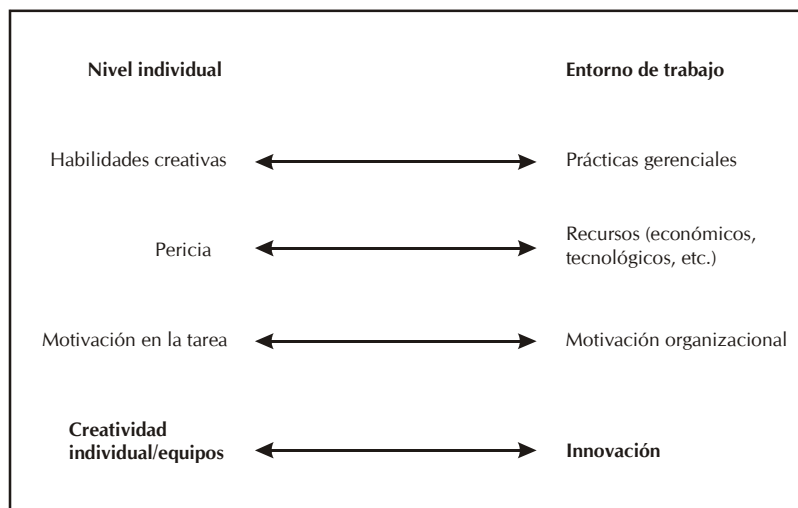 Nivel individual Entorno de trabajo
Habilidades creativas Prácticas gerenciales
Pericia Recursos (económicos,
tecnológicos, etc.)
Motivación en la tarea Motivación organizacional
Creatividad
individual/equipos Innovación